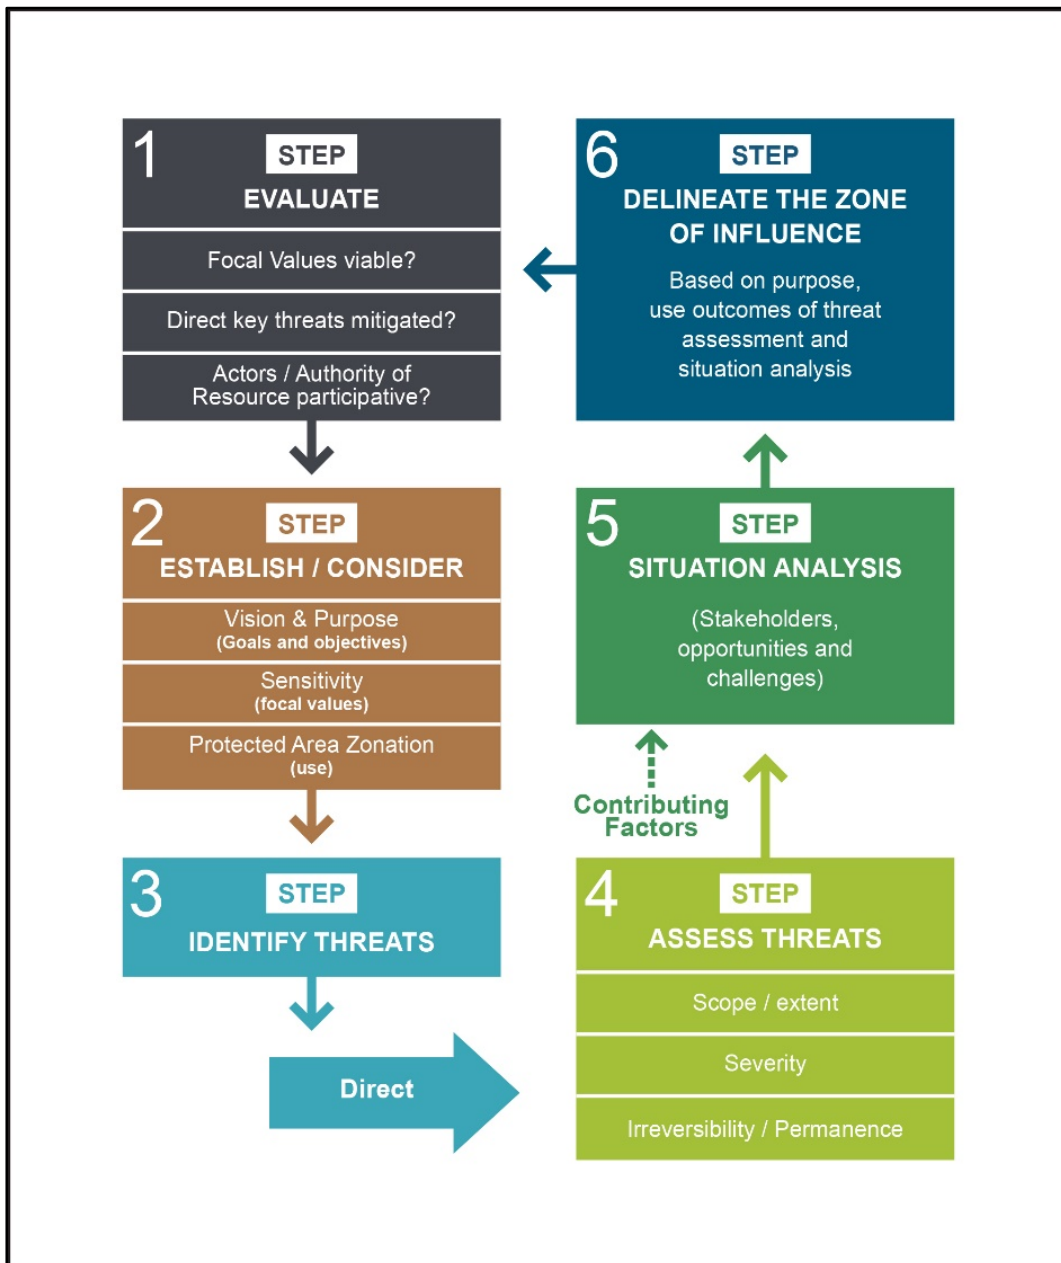 1
STEP
EVALUATE
Focal Values viable?
Direct key threats mitigated?
Actors / Authority of
Resource participative?
2
STEP
ESTABLISH / CONSIDER
Vision & Purpose
(Goals and objectives)
Sensitivity
(focal values)
Protected Area Zonation
(use)
3
STEP
IDENTIFY THREATS
Direct
4
STEP
ASSESS THREATS
Scope / extent
Severity
Irreversibility / Permanence
Contributing
Factors
5
STEP
SITUATION ANALYSIS
(Stakeholders,
opportunities and
challenges)
6
STEP
DELINEATE THE ZONE
OF INFLUENCE
Based on purpose,
use outcomes of threat
assessment and
situation analysis